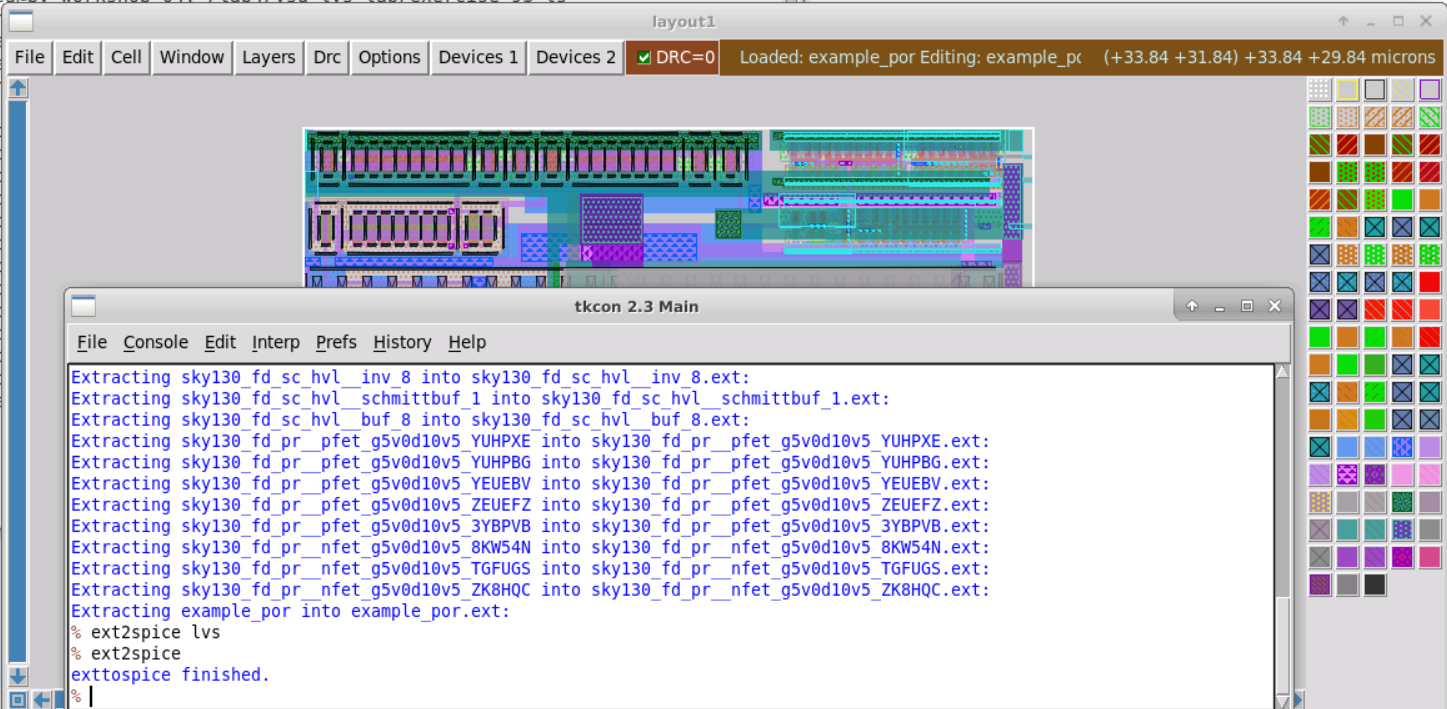 layout1
File Edit Cell Window Layers Drc Options Devices 1 Devices 2 DRC=0 Loaded: example_por Editing: example_po (+33.84 +31.84) +33.84 +29.84 microns
tkcon 2.3 Main
File Console Edit Interp Prefs History Help
Extracting sky130_fd_sc_hvl__inv_8 into sky130_fd_sc_hvl__inv_8.ext:
Extracting sky130_fd_sc_hvl__schmittbuf_1 into sky130_fd_sc_hvl__schmittbuf_1.ext:
Extracting sky130_fd_sc_hvl__buf_8 into sky130_fd_sc_hvl__buf_8.ext:
Extracting sky130_fd_pr__pfet_g5v0d10v5_YUHPXE into sky130_fd_pr__pfet_g5v0d10v5_YUHPXE.ext:
Extracting sky130_fd_pr__pfet_g5v0d10v5_YUHPBG into sky130_fd_pr__pfet_g5v0d10v5_YUHPBG.ext:
Extracting sky130_fd_pr__pfet_g5v0d10v5_YEUEBV into sky130_fd_pr__pfet_g5v0d10v5_YEUEBV.ext:
Extracting sky130_fd_pr__pfet_g5v0d10v5_ZEUEFZ into sky130_fd_pr__pfet_g5v0d10v5_ZEUEFZ.ext:
Extracting sky130_fd_pr__pfet_g5v0d10v5_3YBPVB into sky130_fd_pr__pfet_g5v0d10v5_3YBPVB.ext:
Extracting sky130_fd_pr__nfet_g5v0d10v5_8KW54N into sky130_fd_pr__nfet_g5v0d10v5_8KW54N.ext:
Extracting sky130_fd_pr__nfet_g5v0d10v5_TGFUGS into sky130_fd_pr__nfet_g5v0d10v5_TGFUGS.ext:
Extracting sky130_fd_pr__nfet_g5v0d10v5_ZK8HQC into sky130_fd_pr__nfet_g5v0d10v5_ZK8HQC.ext:
Extracting example_por into example_por.ext:
% ext2spice lvs
% ext2spice
exttospice finished.
%